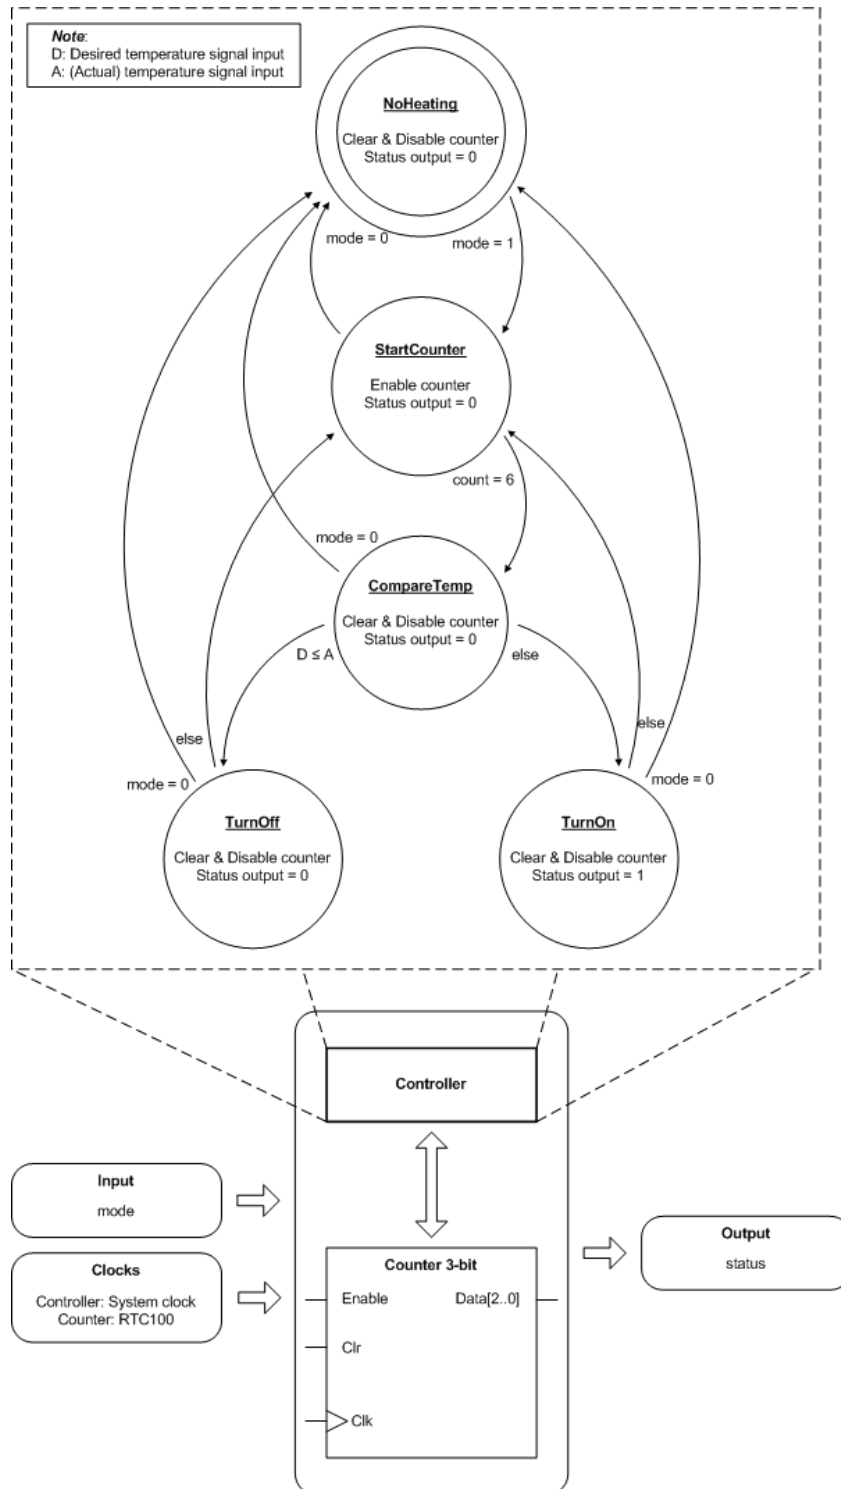 Note:
D: Desired temperature signal input
A: (Actual) temperature signal input
NoHeating
Clear & Disable counter
Status output = 0
mode = 0
mode = 1
StartCounter
Enable counter
Status output = 0
count = 6
mode = 0
CompareTemp
Clear & Disable counter
Status output = 0
D ≤ A
else
else
else
mode = 0
mode = 0
TurnOff
Clear & Disable counter
Status output = 0
TurnOn
Clear & Disable counter
Status output = 1
Controller
Input
mode
Clocks
Controller: System clock
Counter: RTC100
Counter 3-bit
Enable
Data[2..0]
Clr
Clk
Output
status